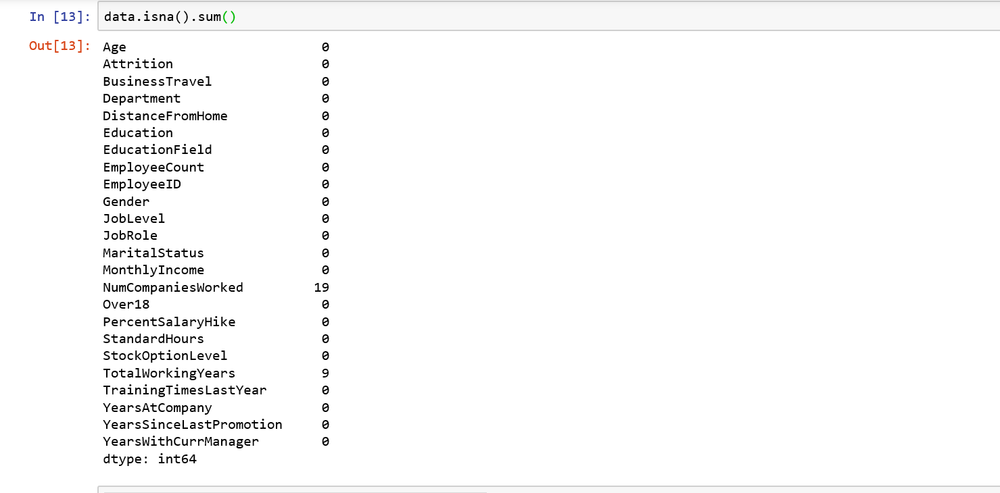 In [13]: data.isna().sum()
Out[13]: Age 0
Attrition 0
BusinessTravel 0
Department 0
DistanceFromHome 0
Education 0
EducationField 0
EmployeeCount 0
EmployeeID 0
Gender 0
JobLevel 0
JobRole 0
MaritalStatus 0
MonthlyIncome 0
NumCompaniesWorked 19
Over18 0
PercentSalaryHike 0
StandardHours 0
StockOptionLevel 0
TotalWorkingYears 9
TrainingTimesLastYear 0
YearsAtCompany 0
YearsSinceLastPromotion 0
YearsWithCurrManager 0
dtype: int64